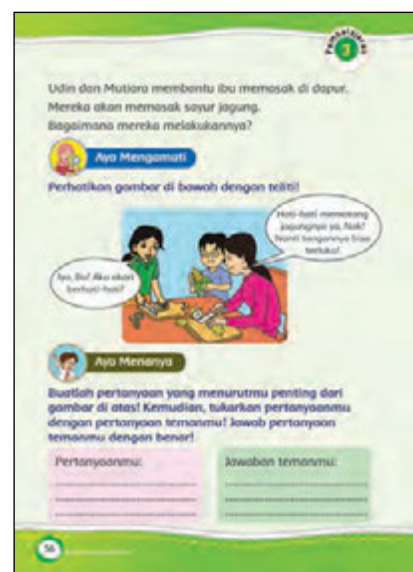 Pembelajaran
3
Udin dan Mutiara membantu ibu memasak di dapur.
Mereka akan memasak sayur jagung.
Bagaimana mereka melakukannya?
Ayo Mengamati
Perhatikan gambar di bawah dengan teliti!
Hati-hati memotong
jagungnya ya, Nak!
Nanti tangannya bisa
terluka!
Iya, Bu! Aku akan
berhati-hati!
Ayo Menanya
Buatlah pertanyaan yang menurutmu penting dari
gambar di atas! Kemudian, tukarkan pertanyaanmu
dengan pertanyaan temanmu! Jawab pertanyaan
temanmu dengan benar!
Pertanyaanmu:
Jawaban temanmu:
56